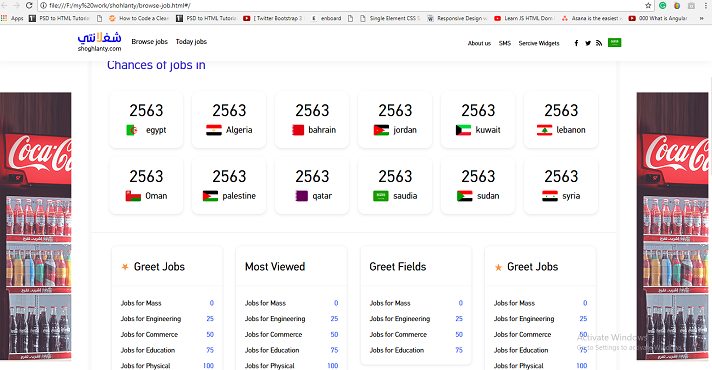 file:///F:/my%20work/shohlanty/browse-job.html#/
Apps PSD to HTML Tutoria How to Code a Clean PSD to HTML Tutoria [ Twitter Bootstrap 3 enboard Single Element CSS S Responsive Design w Learn JS HTML Dom Asana is the easiest w 000 What is Angular
شغلانتي
shoghlanty.com
Browse jobs Today jobs
About us SMS Sercive Widgets
Chances of jobs in
2563 2563 2563 2563 2563 2563
egypt Algeria bahrain jordan kuwait lebanon
2563 2563 2563 2563 2563 2563
Oman palestine qatar saudia sudan syria
Coca-C
Coca-C
Greet Jobs Most Viewed Greet Fields Greet Jobs
Jobs for Mass 0 Jobs for Mass 0 Jobs for Mass 0 Jobs for Mass 0
Jobs for Engineering 25 Jobs for Engineering 25 Jobs for Engineering 25 Jobs for Engineering 25
Jobs for Commerce 50 Jobs for Commerce 50 Jobs for Commerce 50 Jobs for Commerce 50
Jobs for Education 75 Jobs for Education 75 Jobs for Education 75 Jobs for Education 75
Jobs for Physical 100 Jobs for Physical 100 Jobs for Physical 100
Activate Windows
Go to Settings to activate Windows.